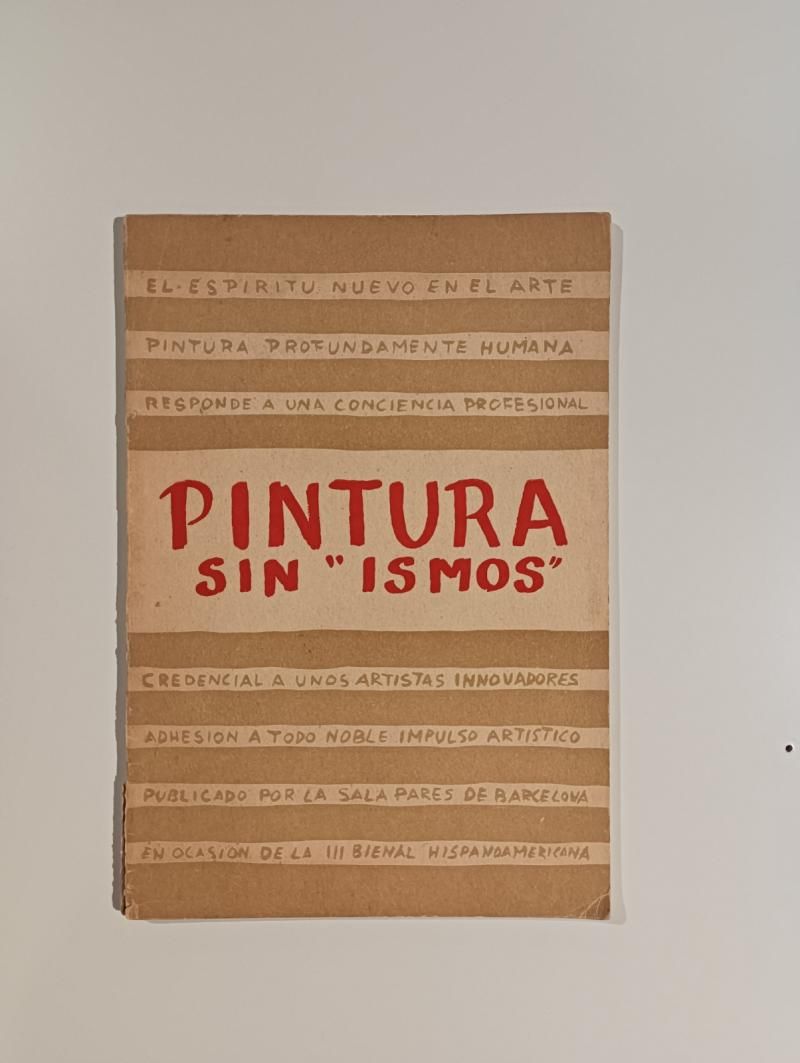 EL ESPIRITU NUEVO EN EL ARTE
PINTURA PROFUNDAMENTE HUMANA
RESPONDE A UNA CONCIENCIA PROFESIONAL
PINTURA
SIN "ISMOS"
CREDENCIAL A UNOS ARTISTAS INNOVADORES
ADHESION A TODO NOBLE IMPULSO ARTISTICO
PUBLICADO POR LA SALA PARES DE BARCELONA
EN OCASION DE LA III BIENAL HISPANOAMERICANA